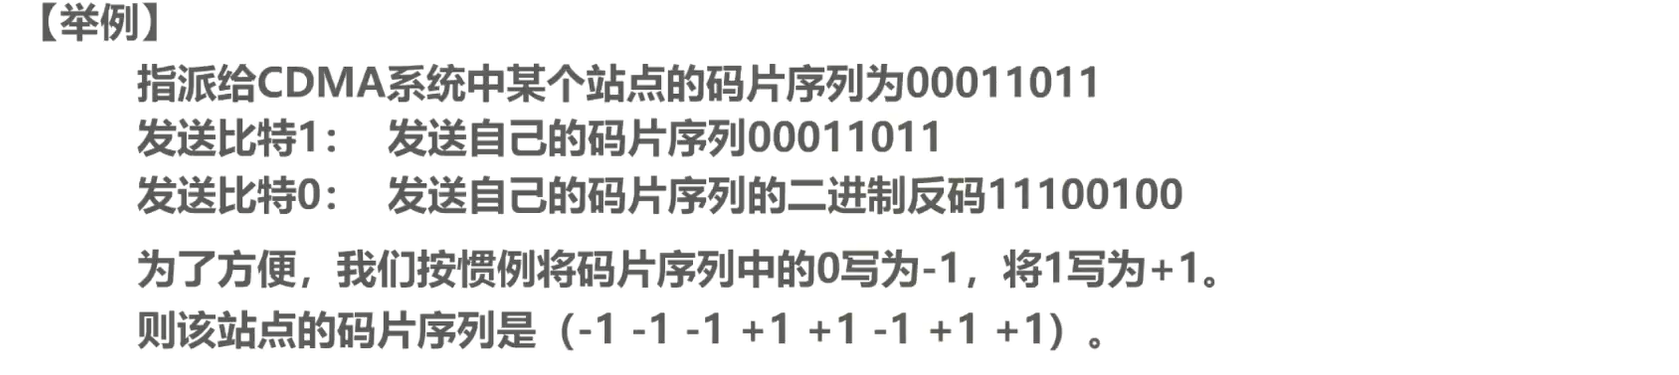 【举例】
指派给CDMA系统中某个站点的码片序列为00011011
发送比特1： 发送自己的码片序列00011011
发送比特0： 发送自己的码片序列的二进制反码11100100
为了方便，我们按惯例将码片序列中的0写为-1，将1写为+1。
则该站点的码片序列是（-1 -1 -1 +1 +1 -1 +1 +1）。